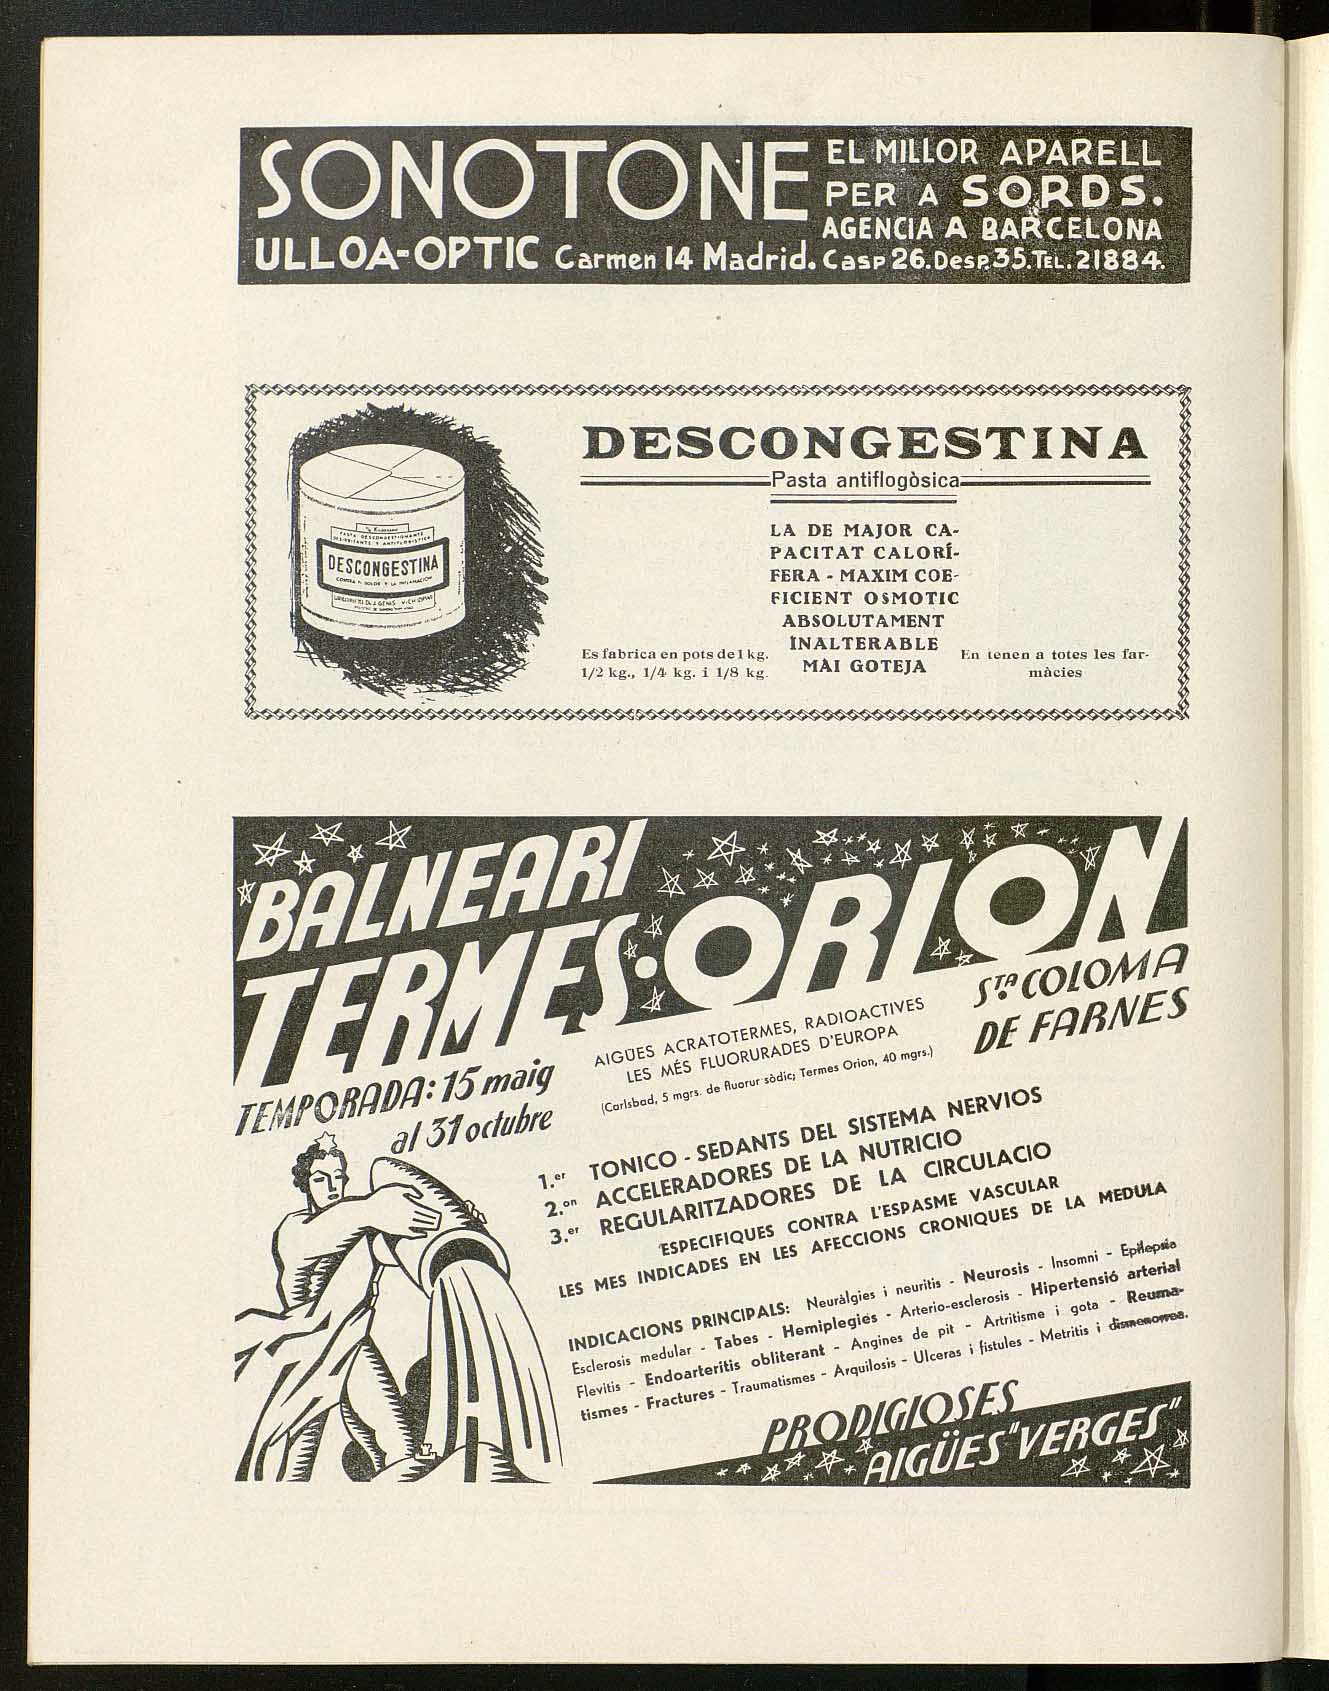 SONOTONE
EL MILLOR APARELL
PER A SORDS.
AGENCIA A BARCELONA
ULLOA-OPTIC Carmen 14 Madrid. Casp 26. Desp. 35. TEL. 21884.
DESCONGESTINA
Pasta antiflogòsica
LA DE MAJOR CA-
PACITAT CALORÍ-
FERA - MAXIM COE-
FICIENT OSMOTIC
ABSOLUTAMENT
INALTERABLE
MAI GOTEJA
Es fabrica en pots de 1 kg.
1/2 kg., 1/4 kg. i 1/8 kg.
En tenen a totes les far-
màcies
PASTA DESCONGESTIONANTE
DESCONGESTINA
CONTRA EL DOLOR Y LA INFLAMACIÓN
BALNEARI
TERMES·ORION
STA. COLOMA
DE FARNES
TEMPORADA: 15 maig
al 31 octubre
AIGÜES ACRATOTERMES, RADIOACTIVES
LES MÉS FLUORURADES D'EUROPA
(Carlsbad, 5 mgrs. de fluorur sòdic; Termes Orion, 40 mgrs.)
1.er TONICO - SEDANTS DEL SISTEMA NERVIOS
2.on ACCELERADORES DE LA NUTRICIO
3.er REGULARITZADORES DE LA CIRCULACIO
ESPECIFIQUES CONTRA L'ESPASME VASCULAR
LES MES INDICADES EN LES AFECCIONS CRONIQUES DE LA MEDULA
INDICACIONS PRINCIPALS: Neuràlgies i neuritis - Neurosis - Insomni - Epilepsia
Esclerosis medular - Tabes - Hemiplegies - Arterio-esclerosis - Hipertensió arterial
Flevitis - Endoarteritis obliterant - Angines de pit - Artritisme i gota - Reuma-
tismes - Fractures - Traumatismes - Arquilosis - Ulceras i fistules - Metritis i dismenorrea.
PRODIGIOSES
AIGÜES "VERGES"